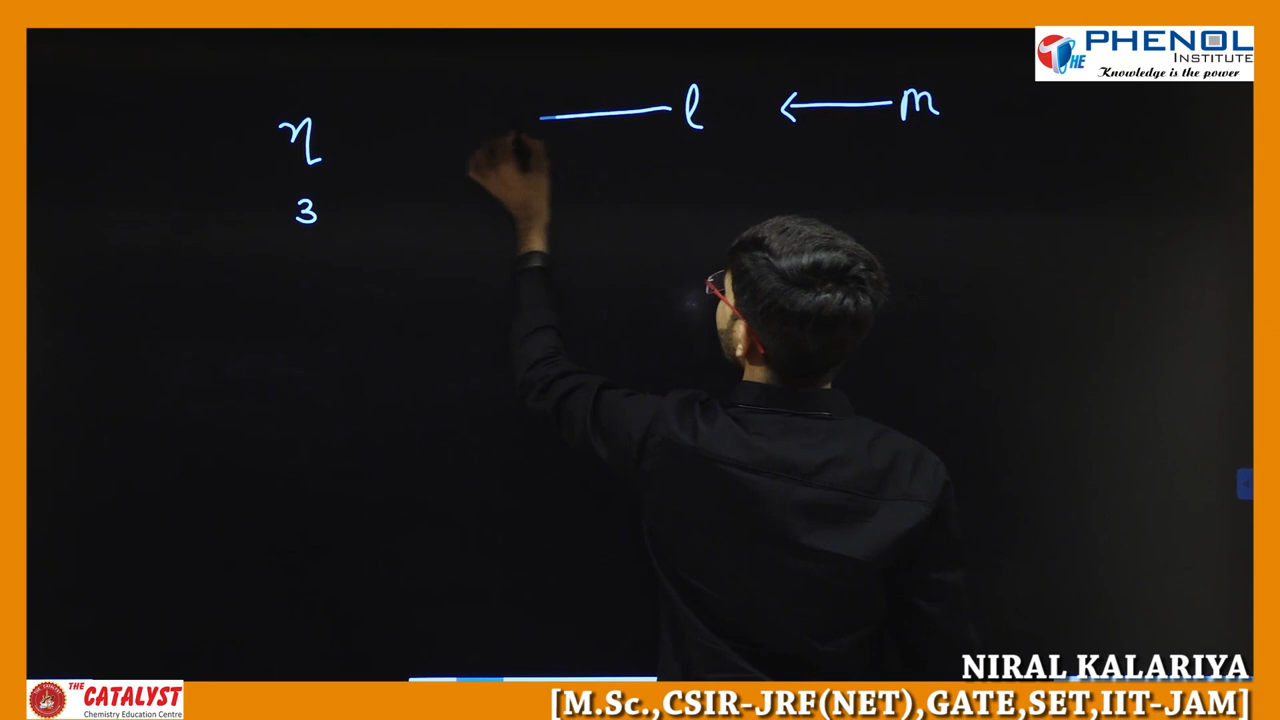 THE PHENOL
INSTITUTE
Knowledge is the power
η l ← m
3
NIRAL KALARIYA
THE CATALYST
Chemistry Education Centre
[M.Sc.,CSIR-JRF(NET),GATE,SET,IIT-JAM]